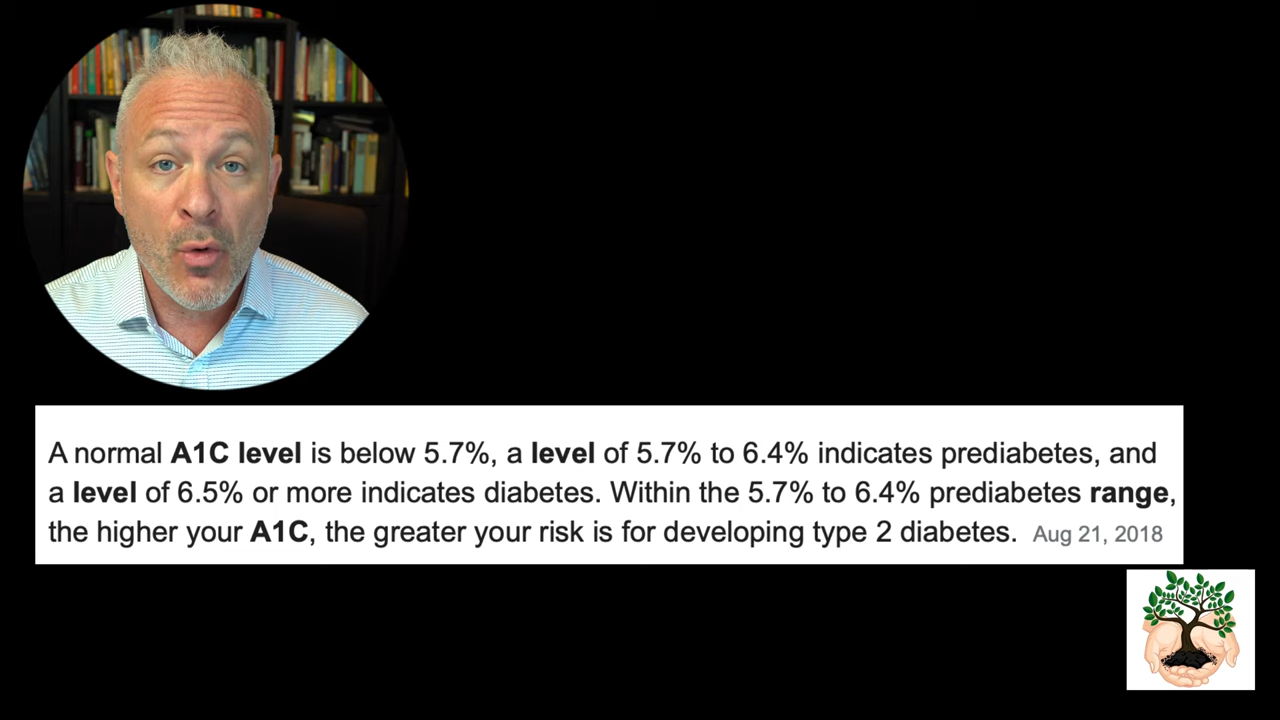 A normal A1C level is below 5.7%, a level of 5.7% to 6.4% indicates prediabetes, and
a level of 6.5% or more indicates diabetes. Within the 5.7% to 6.4% prediabetes range,
the higher your A1C, the greater your risk is for developing type 2 diabetes. Aug 21, 2018